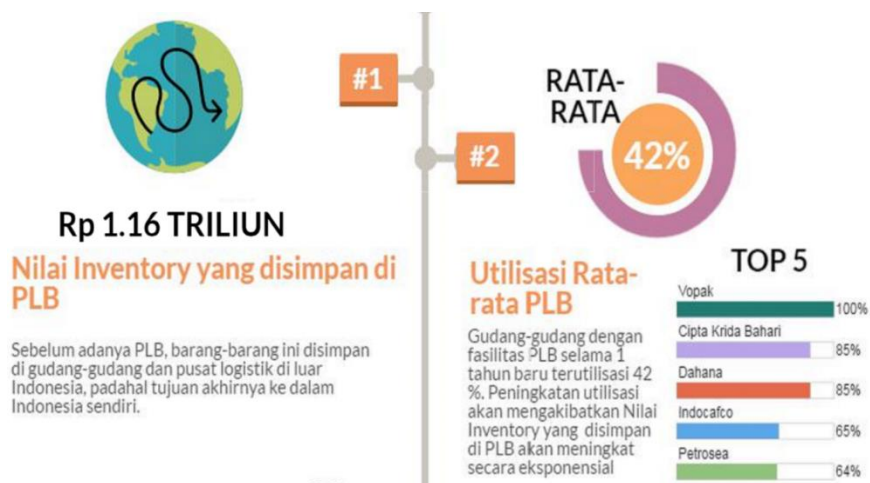 #1
Rp 1.16 TRILIUN
Nilai Inventory yang disimpan di
PLB
Sebelum adanya PLB, barang-barang ini disimpan
di gudang-gudang dan pusat logistik di luar
Indonesia, padahal tujuan akhirnya ke dalam
Indonesia sendiri.
#2
RATA-
RATA
42%
Utilisasi Rata-
rata PLB
Gudang-gudang dengan
fasilitas PLB selama 1
tahun baru terutilisasi 42
%. Peningkatan utilisasi
akan mengakibatkan Nilai
Inventory yang disimpan
di PLB akan meningkat
secara eksponensial
TOP 5
Vopak
100%
Cipta Krida Bahari
85%
Dahana
85%
Indocafco
65%
Petrosea
64%